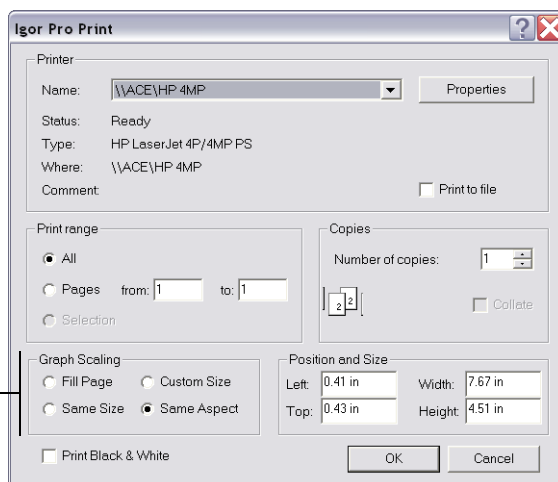 Igor Pro Print
Printer
Name: \\ACE\HP 4MP Properties
Status: Ready
Type: HP LaserJet 4P/4MP PS
Where: \\ACE\HP 4MP
Comment: Print to file
Print range
All
Pages from: 1 to: 1
Selection
Copies
Number of copies: 1
2 2
Collate
Graph Scaling
Fill Page Custom Size
Same Size Same Aspect
Position and Size
Left: 0.41 in Width: 7.67 in
Top: 0.43 in Height: 4.51 in
Print Black & White
OK Cancel